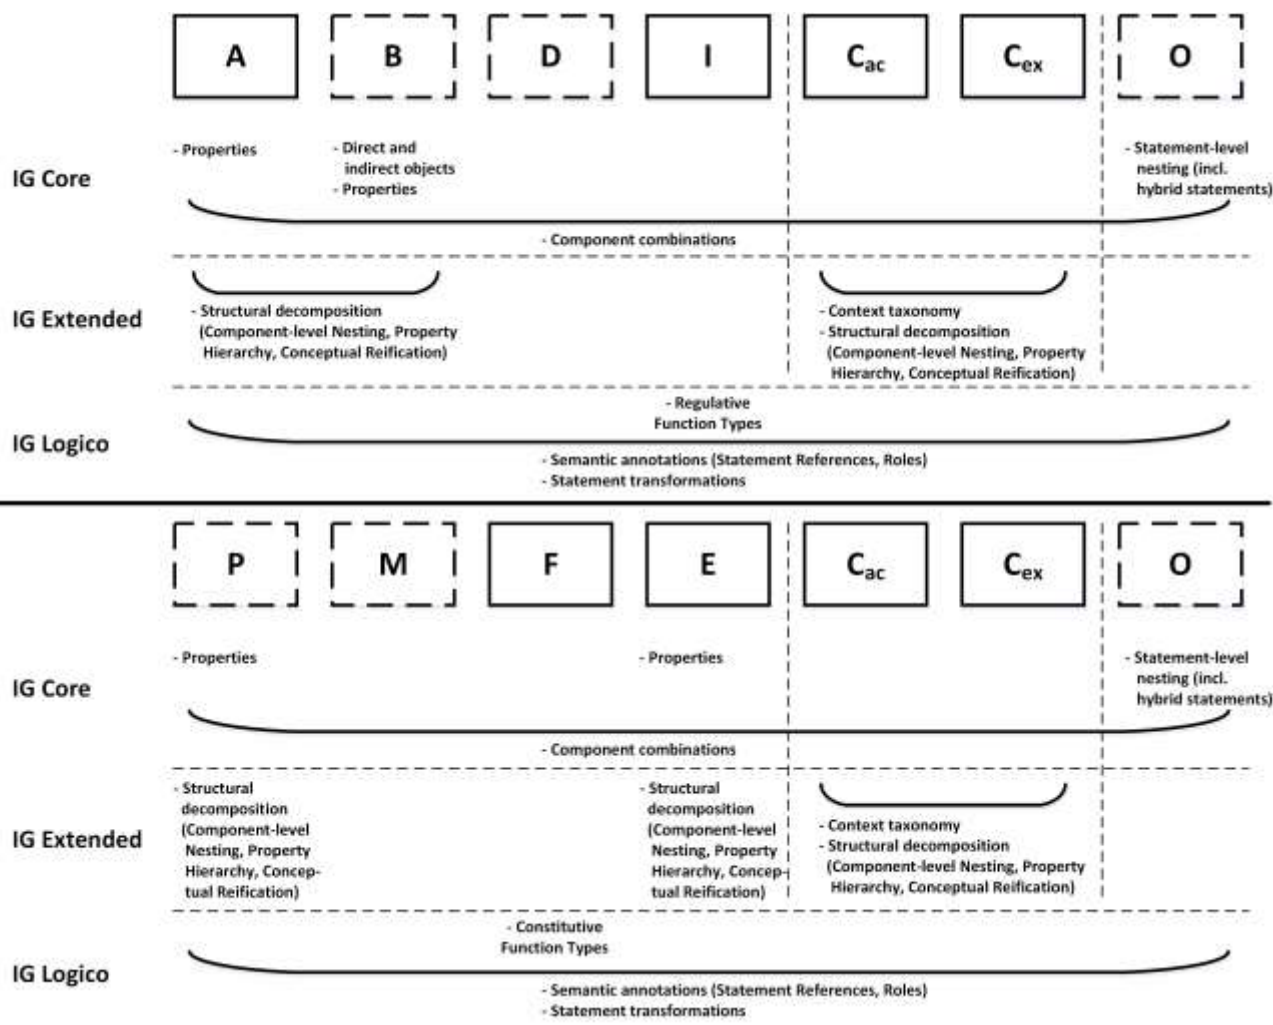 A B D I Cac Cex O
- Properties
- Direct and
indirect objects
- Properties
- Statement-level
nesting (incl.
hybrid statements)
IG Core
- Component combinations
IG Extended
- Structural decomposition
(Component-level Nesting, Property
Hierarchy, Conceptual Reification)
- Context taxonomy
- Structural decomposition
(Component-level Nesting, Property
Hierarchy, Conceptual Reification)
- Regulative
Function Types
IG Logico
- Semantic annotations (Statement References, Roles)
- Statement transformations
P M F E Cac Cex O
- Properties
- Properties
- Statement-level
nesting (incl.
hybrid statements)
IG Core
- Component combinations
IG Extended
- Structural
decomposition
(Component-level
Nesting, Property
Hierarchy, Concep-
tual Reification)
- Structural
decomposition
(Component-level
Nesting, Property
Hierarchy, Concep-
tual Reification)
- Context taxonomy
- Structural decomposition
(Component-level Nesting, Property
Hierarchy, Conceptual Reification)
- Constitutive
Function Types
IG Logico
- Semantic annotations (Statement References, Roles)
- Statement transformations